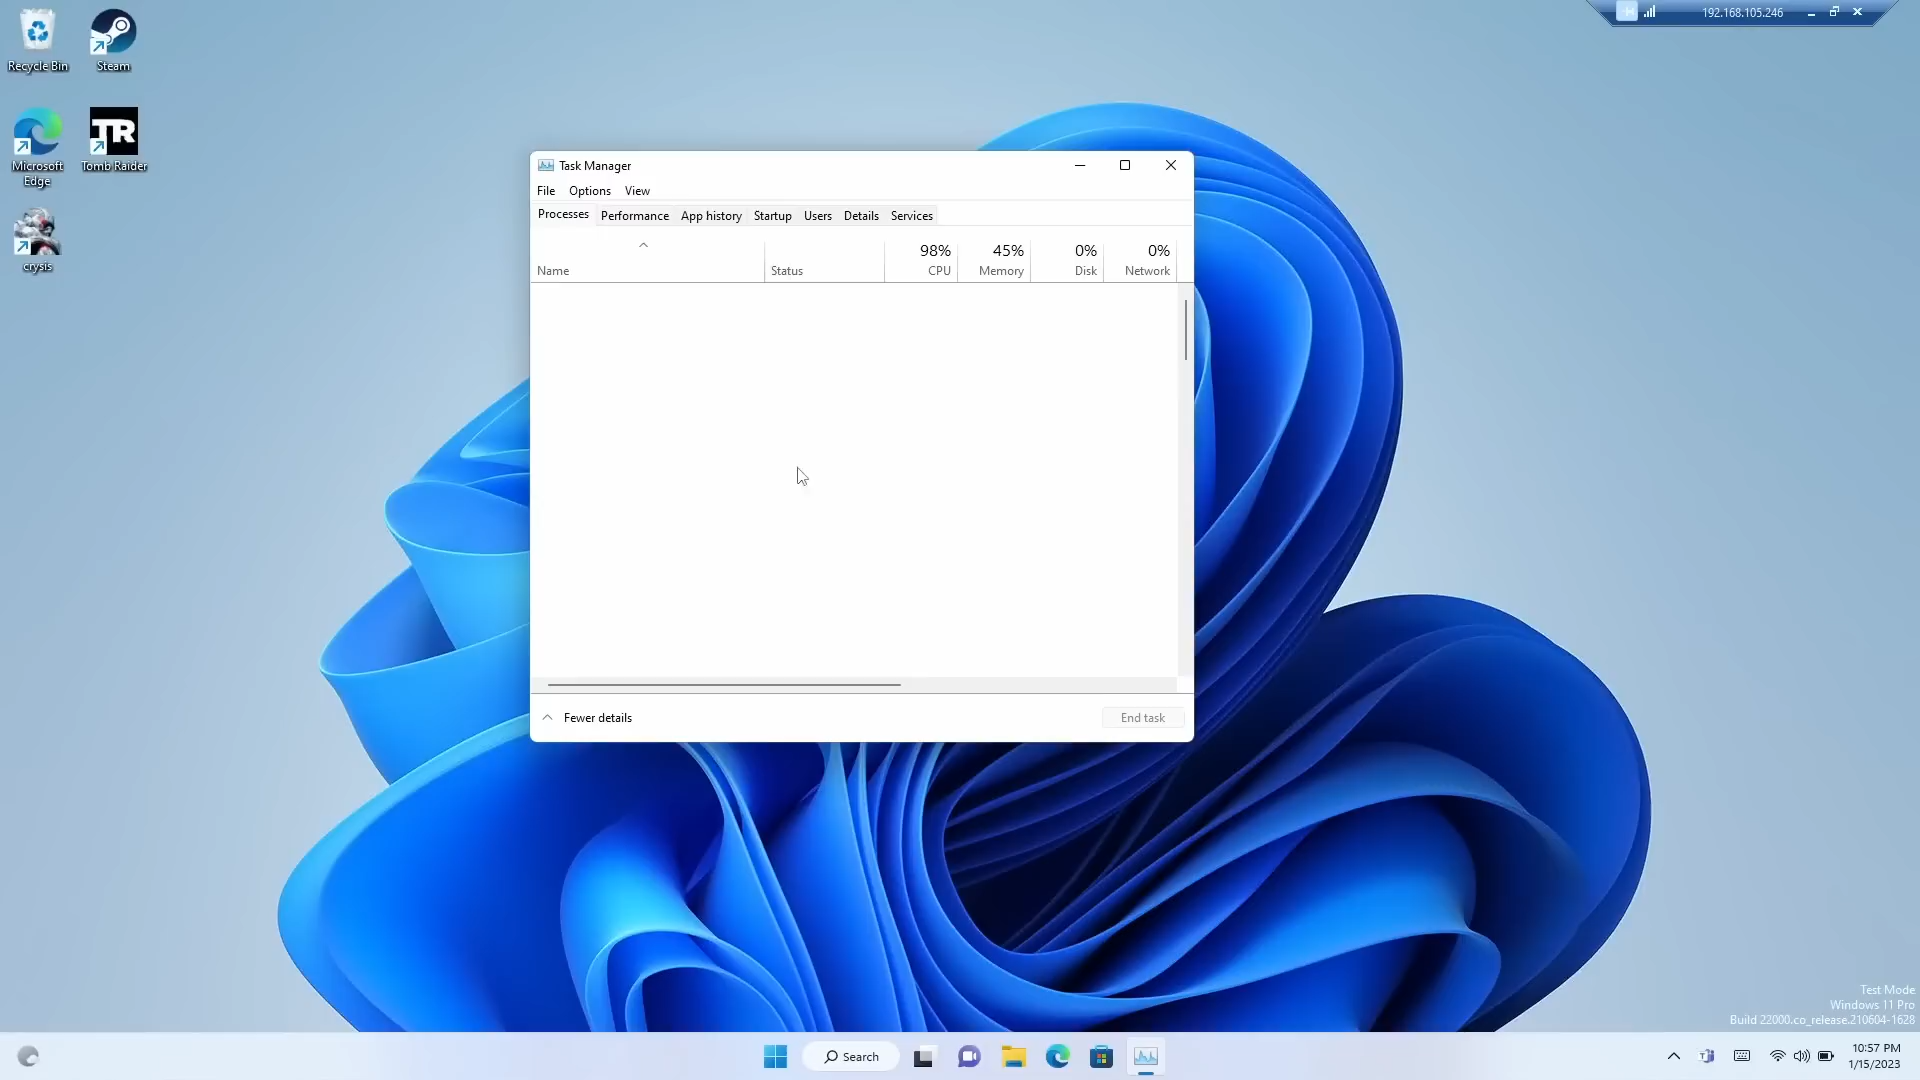 Recycle Bin
Steam
192.168.105.246
Microsoft
Edge
TR
Tomb Raider
crysis
Task Manager
File Options View
Processes Performance App history Startup Users Details Services
98% 45% 0% 0%
Name Status CPU Memory Disk Network
Fewer details
End task
Test Mode
Windows 11 Pro
Build 22000.co_release.210604-1628
Search
10:57 PM
1/15/2023